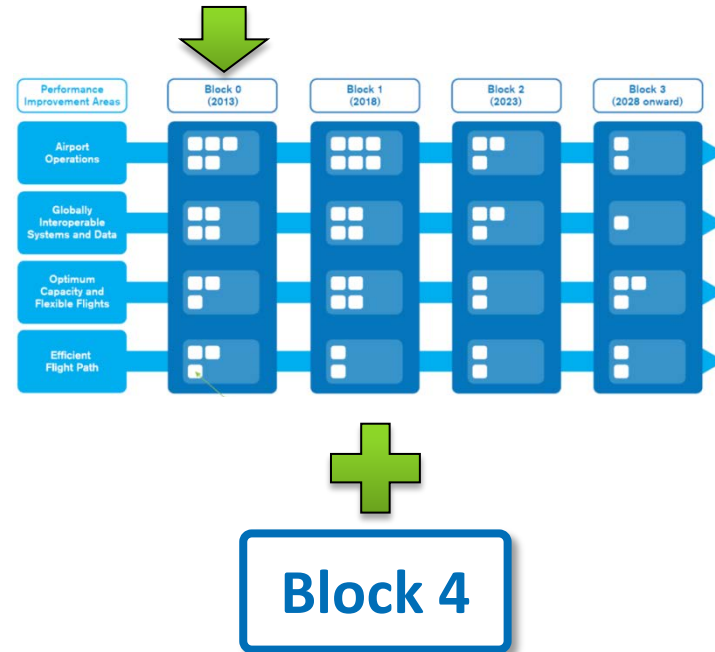 Performance
Improvement Areas
Block 0
(2013)
Block 1
(2018)
Block 2
(2023)
Block 3
(2028 onward)
Airport
Operations
Globally
Interoperable
Systems and Data
Optimum
Capacity and
Flexible Flights
Efficient
Flight Path
Block 4